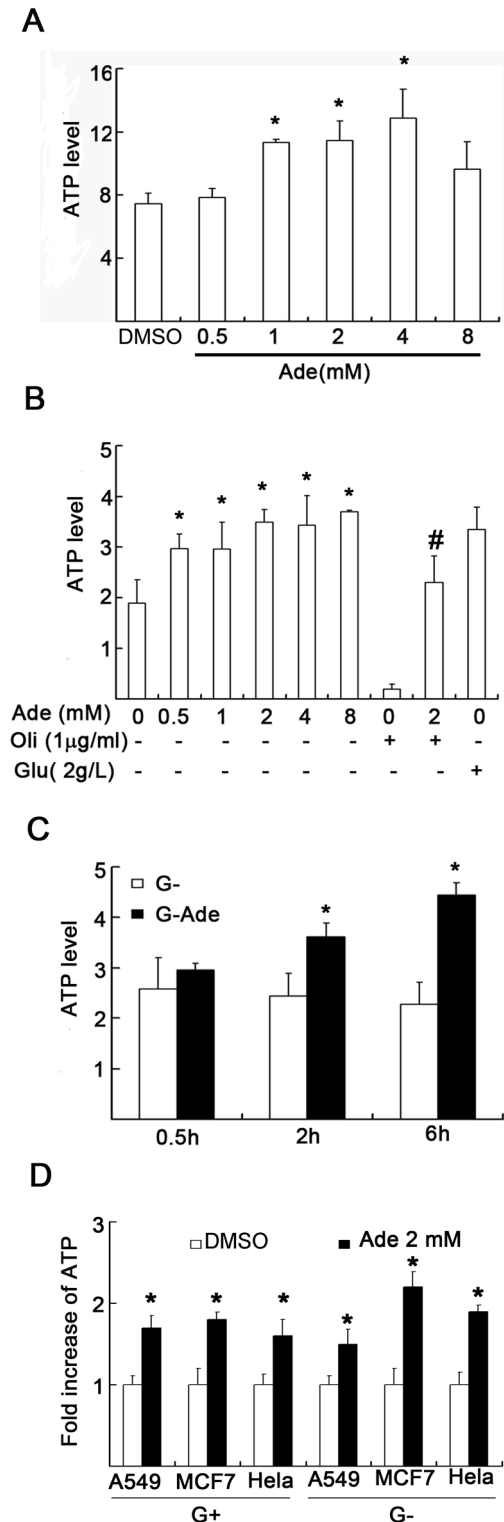 A
ATP level
16
12
8
4
* * *
DMSO 0.5 1 2 4 8
Ade(mM)
B
ATP level
5
4
3
2
1
* * * * * #
Ade (mM) 0 0.5 1 2 4 8 0 2 0
Oli (1μg/ml) - - - - - - + + -
Glu( 2g/L) - - - - - - - - +
C
ATP level
5
4
3
2
1
G-
G-Ade
* *
0.5h 2h 6h
D
Fold increase of ATP
3
2
1
DMSO Ade 2 mM
* * * * * *
A549 MCF7 Hela A549 MCF7 Hela
G+ G-